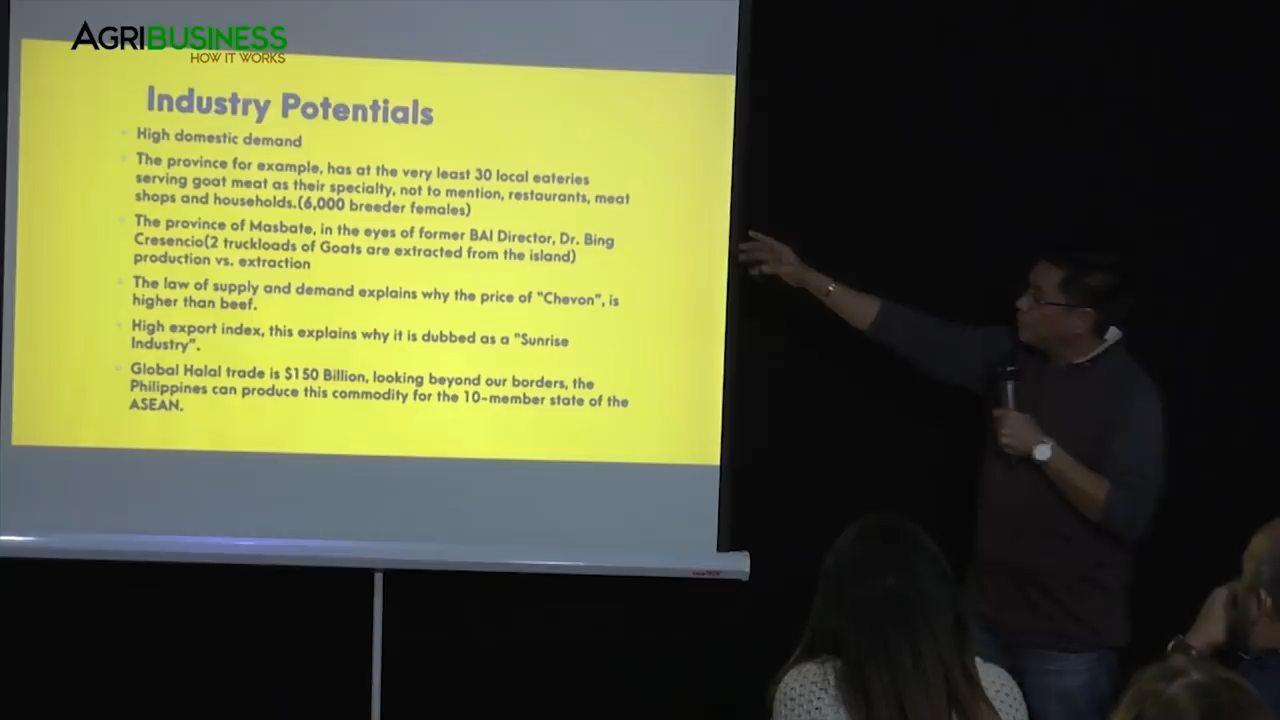 AGRIBUSINESS
HOW IT WORKS
Industry Potentials
High domestic demand
The province for example, has at the very least 30 local eateries
serving goat meat as their specialty, not to mention, restaurants, meat
shops and households.(6,000 breeder females)
The province of Masbate, in the eyes of former BAI Director, Dr. Bing
Cresencio(2 truckloads of Goats are extracted from the island)
production vs. extraction
The law of supply and demand explains why the price of "Chevon", is
higher than beef.
High export index, this explains why it is dubbed as a "Sunrise
Industry".
Global Halal trade is $150 Billion, looking beyond our borders, the
Philippines can produce this commodity for the 10-member state of the
ASEAN.